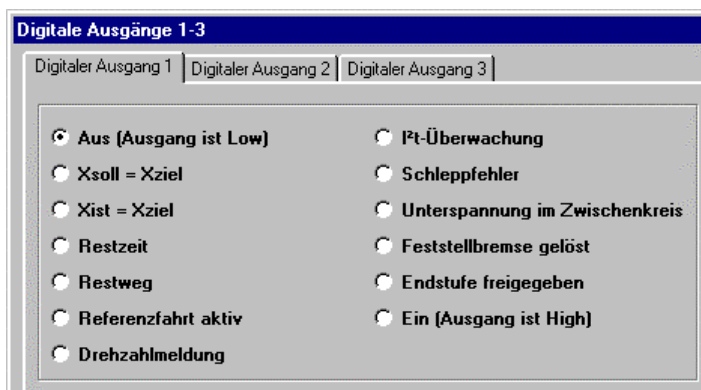 Digitale Ausgänge 1-3
Digitaler Ausgang 1 Digitaler Ausgang 2 Digitaler Ausgang 3
Aus (Ausgang ist Low)
Xsoll = Xziel
Xist = Xziel
Restzeit
Restweg
Referenzfahrt aktiv
Drehzahlmeldung
I²t-Überwachung
Schleppfehler
Unterspannung im Zwischenkreis
Feststellbremse gelöst
Endstufe freigegeben
Ein (Ausgang ist High)